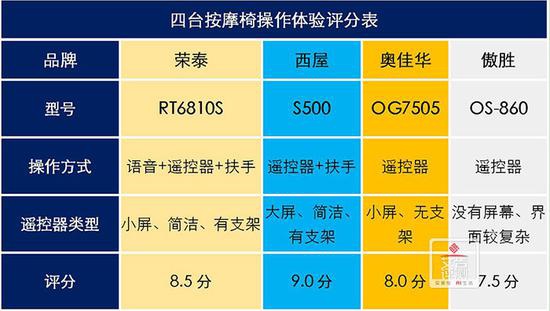 四台按摩椅操作体验评分表
品牌 荣泰 西屋 奥佳华 傲胜
型号 RT6810S S500 OG7505 OS-860
操作方式 语音+遥控器+扶手 遥控器+扶手 遥控器 遥控器
遥控器类型 小屏、简洁、有支架 大屏、简洁、有支架 小屏、无支架 没有屏幕、界面较复杂
评分 8.5 分 9.0 分 8.0 分 7.5 分